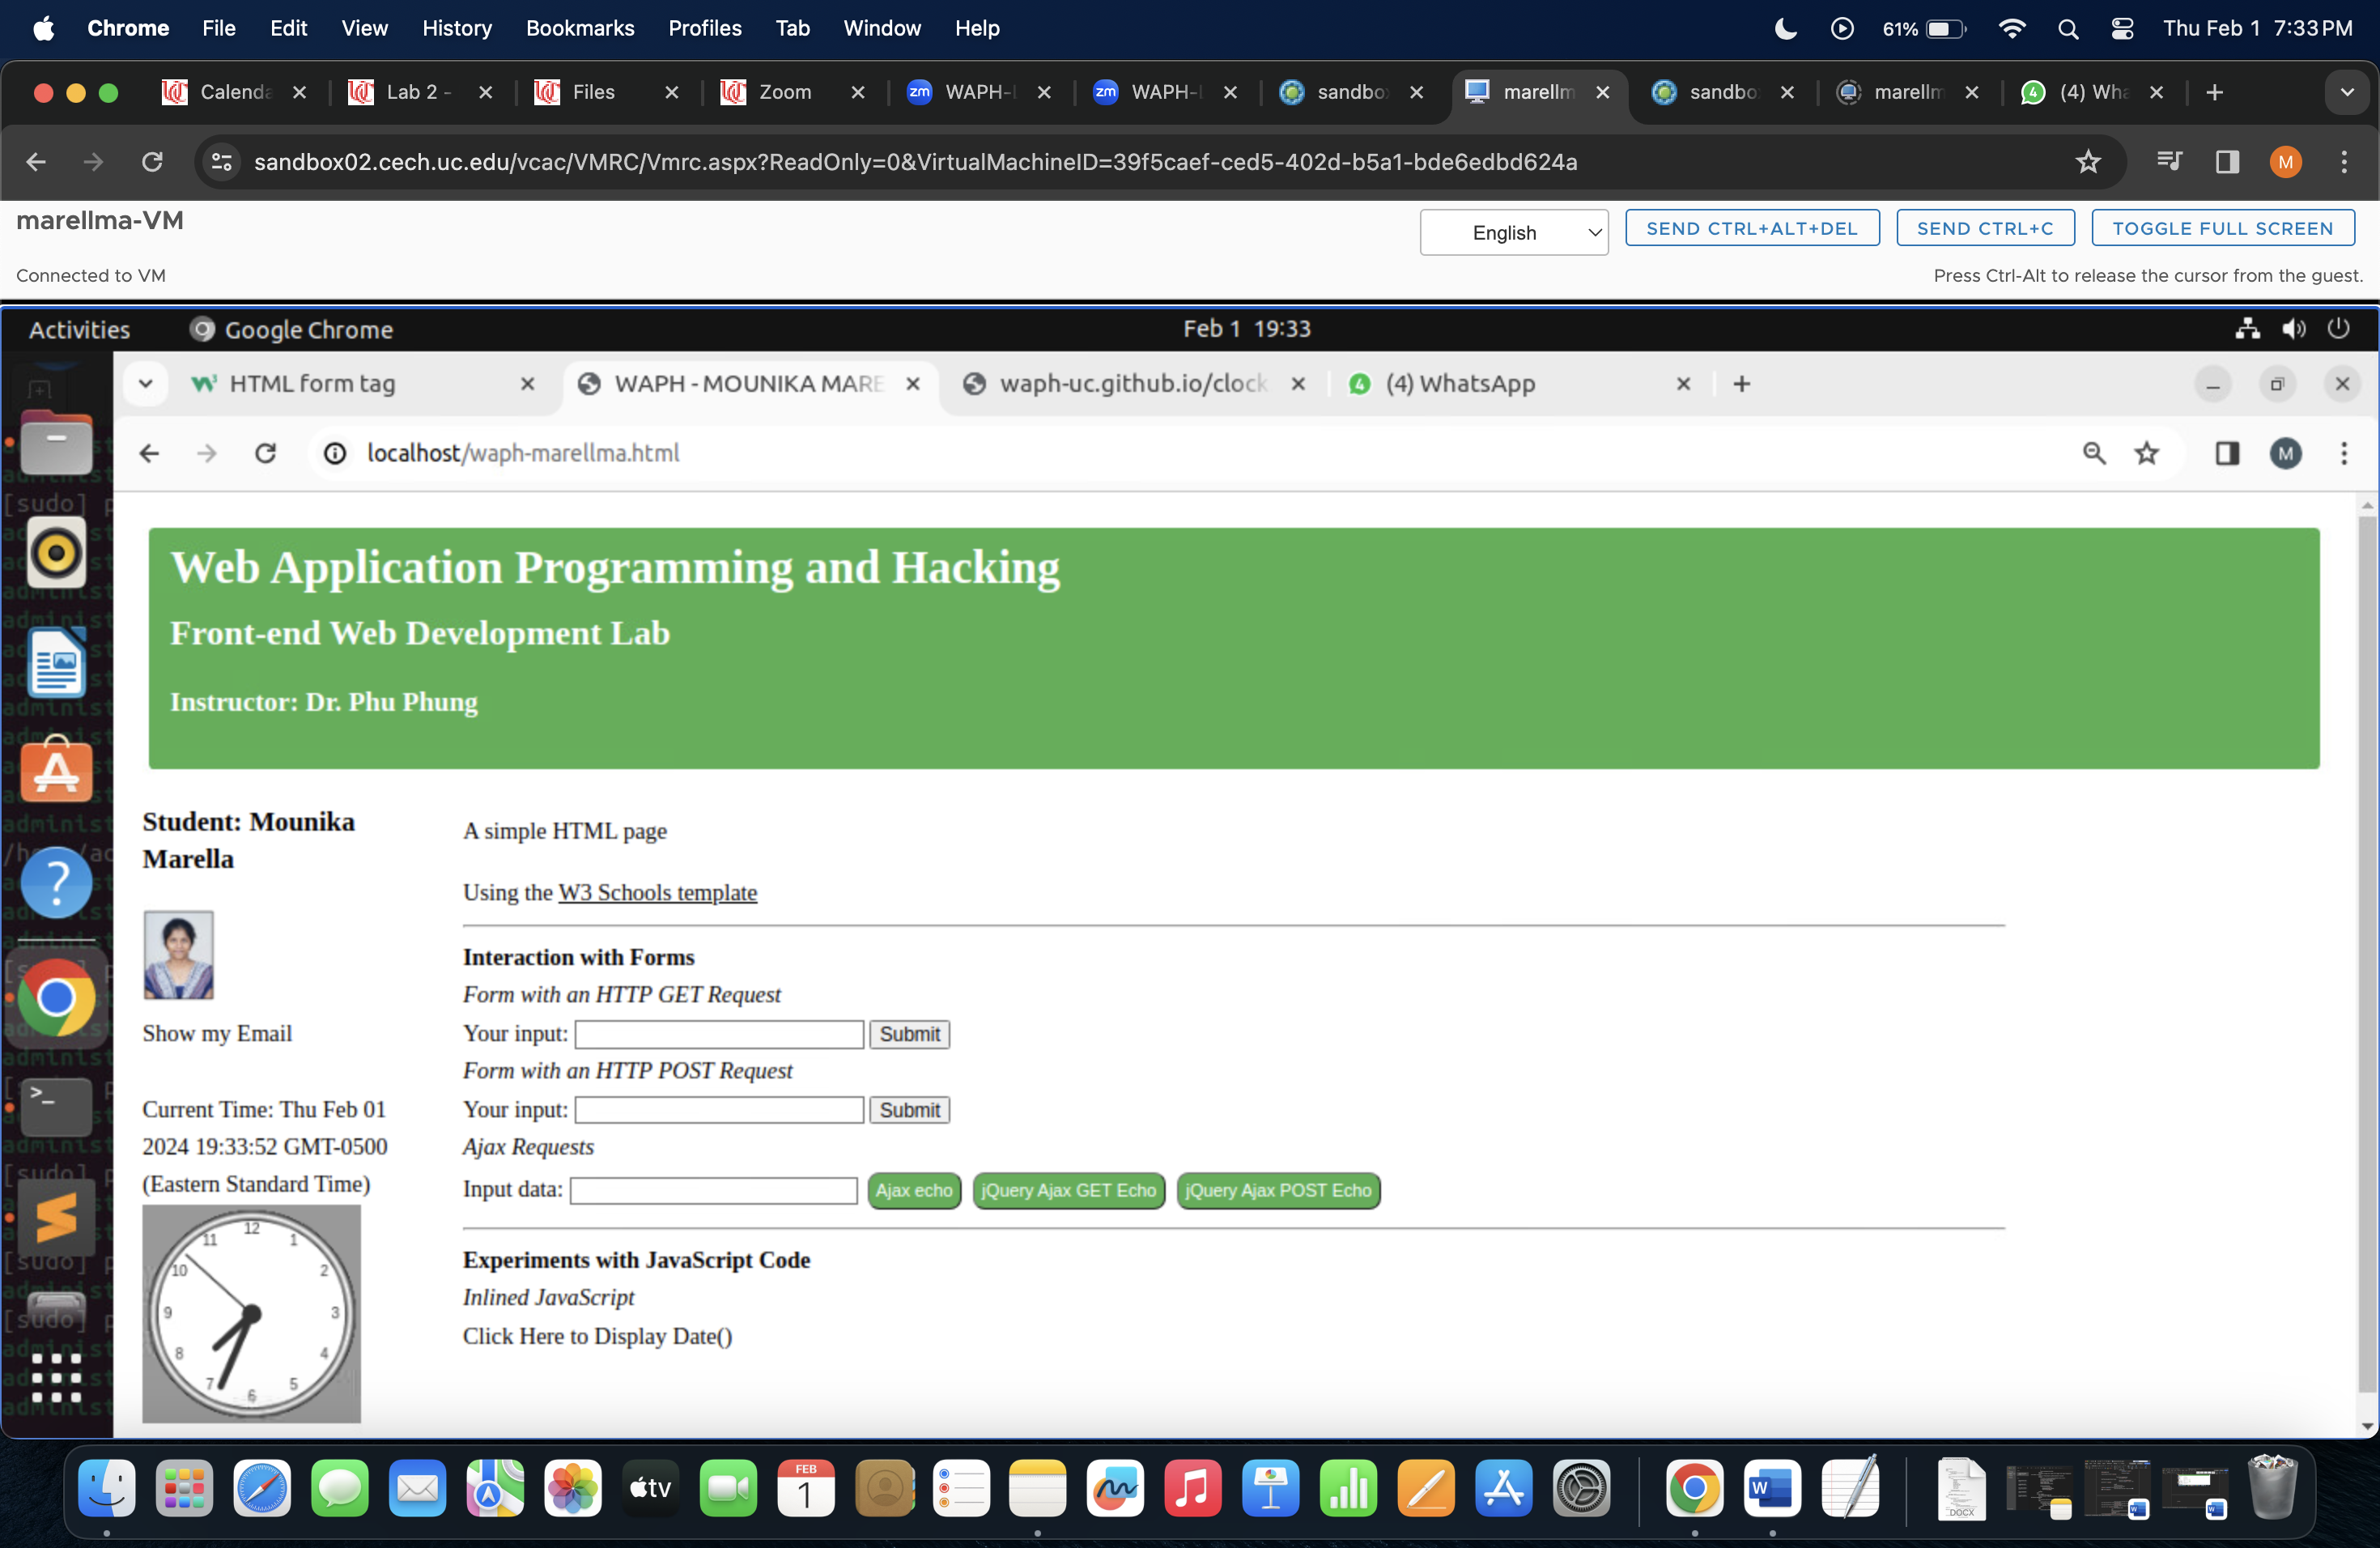 Chrome File Edit View History Bookmarks Profiles Tab Window Help 61% Thu Feb 1 7:33 PM
Calenda Lab 2 - Files Zoom WAPH-L WAPH-L sandbo marellm sandbo marellm (4) Wha
sandbox02.cech.uc.edu/vcac/VMRC/Vmrc.aspx?ReadOnly=0&VirtualMachineID=39f5caef-ced5-402d-b5a1-bde6edbd624a M
marellma-VM
English SEND CTRL+ALT+DEL SEND CTRL+C TOGGLE FULL SCREEN
Connected to VM Press Ctrl-Alt to release the cursor from the guest.
Activities Google Chrome Feb 1 19:33
HTML form tag WAPH - MOUNIKA MARE waph-uc.github.io/clock (4) WhatsApp
localhost/waph-marellma.html M
Web Application Programming and Hacking
Front-end Web Development Lab
Instructor: Dr. Phu Phung
Student: Mounika
Marella
Show my Email
Current Time: Thu Feb 01
2024 19:33:52 GMT-0500
(Eastern Standard Time)
12
11 1
10 2
9 3
8 4
7 5
6
A simple HTML page
Using the W3 Schools template
Interaction with Forms
Form with an HTTP GET Request
Your input: Submit
Form with an HTTP POST Request
Your input: Submit
Ajax Requests
Input data: Ajax echo jQuery Ajax GET Echo jQuery Ajax POST Echo
Experiments with JavaScript Code
Inlined JavaScript
Click Here to Display Date()
tv FEB
1
W
DOCX